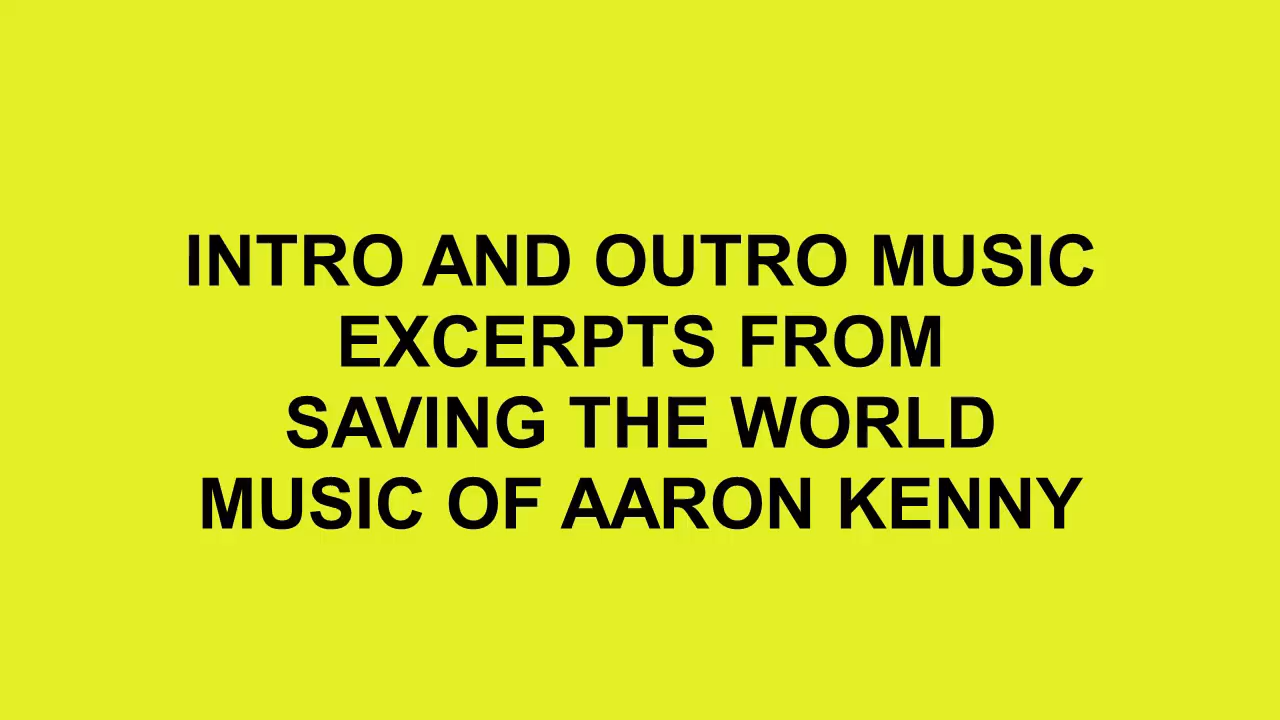 INTRO AND OUTRO MUSIC
EXCERPTS FROM
SAVING THE WORLD
MUSIC OF AARON KENNY